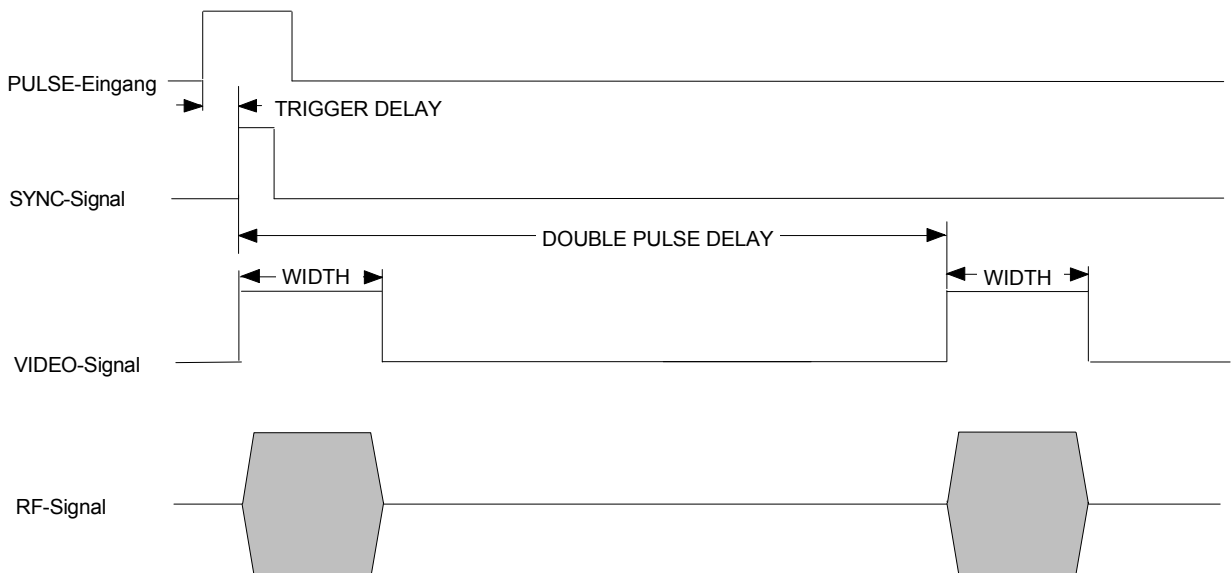 PULSE-Eingang
TRIGGER DELAY
SYNC-Signal
DOUBLE PULSE DELAY
WIDTH
WIDTH
VIDEO-Signal
RF-Signal